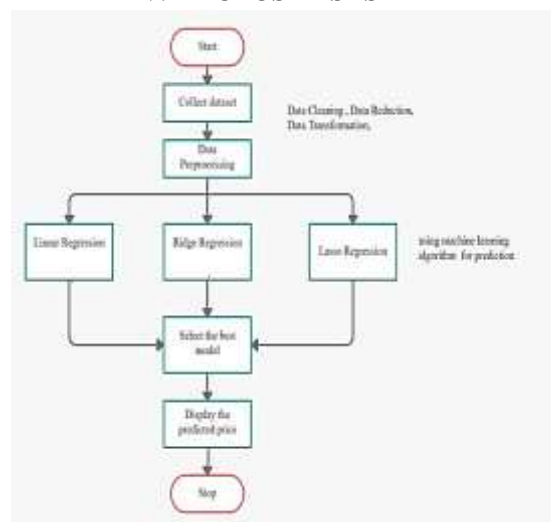 Start
Collect dataset
Data Cleaning , Data Reduction,
Data Transformation,
Data
Preprocessing
Linear Regression
Ridge Regression
Lasso Regression
using machine learning
algorithm for prediction
Select the best
model
Display the
predicted price
Stop